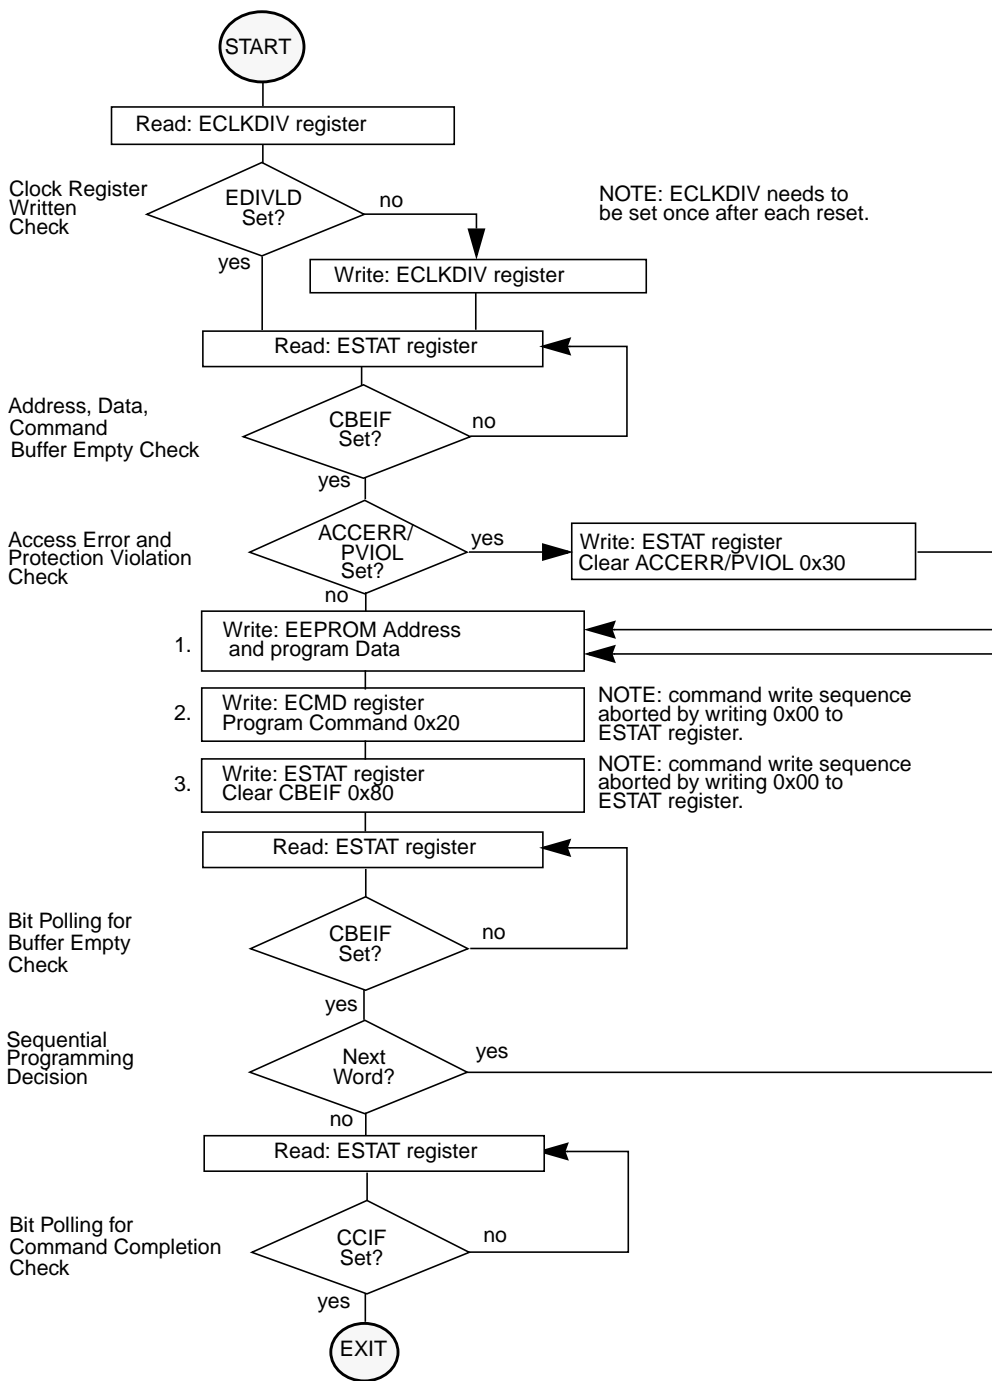 START
Read: ECLKDIV register
Clock Register
Written
Check
EDIVLD
Set?
no
yes
NOTE: ECLKDIV needs to
be set once after each reset.
Write: ECLKDIV register
Read: ESTAT register
Address, Data,
Command
Buffer Empty Check
CBEIF
Set?
no
yes
Access Error and
Protection Violation
Check
ACCERR/
PVIOL
Set?
yes
no
Write: ESTAT register
Clear ACCERR/PVIOL 0x30
1.
Write: EEPROM Address
and program Data
2.
Write: ECMD register
Program Command 0x20
NOTE: command write sequence
aborted by writing 0x00 to
ESTAT register.
3.
Write: ESTAT register
Clear CBEIF 0x80
NOTE: command write sequence
aborted by writing 0x00 to
ESTAT register.
Read: ESTAT register
Bit Polling for
Buffer Empty
Check
CBEIF
Set?
no
yes
Sequential
Programming
Decision
Next
Word?
yes
no
Read: ESTAT register
Bit Polling for
Command Completion
Check
CCIF
Set?
no
yes
EXIT